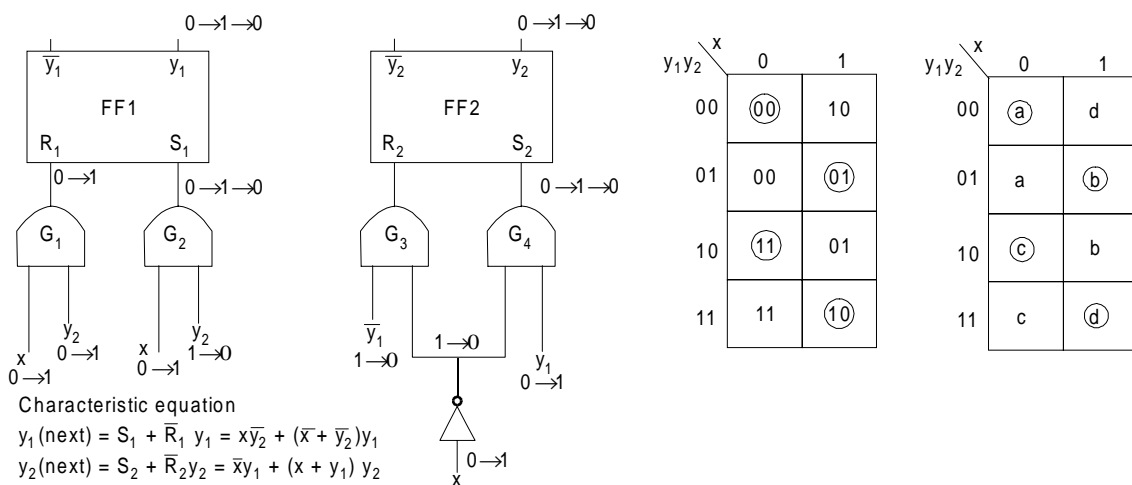 0→1→0
0→1→0
y̅₁ y₁
FF1
R₁ S₁
0→1
0→1→0
G₁
G₂
x
0→1
y₂
0→1
x
0→1
y₂
1→0
y̅₂ y₂
FF2
R₂ S₂
0→1→0
G₃
G₄
y̅₁
1→0
1→0
y₁
0→1
0→1
x
Characteristic equation
y₁(next) = S₁ + R̅₁ y₁ = xy̅₂ + (x̅ + y̅₂)y₁
y₂(next) = S₂ + R̅₂y₂ = x̅y₁ + (x + y₁) y₂
x
y₁y₂ 0 1
00 00 10
01 00 01
10 11 01
11 11 10
x
y₁y₂ 0 1
00 a d
01 a b
10 c b
11 c d